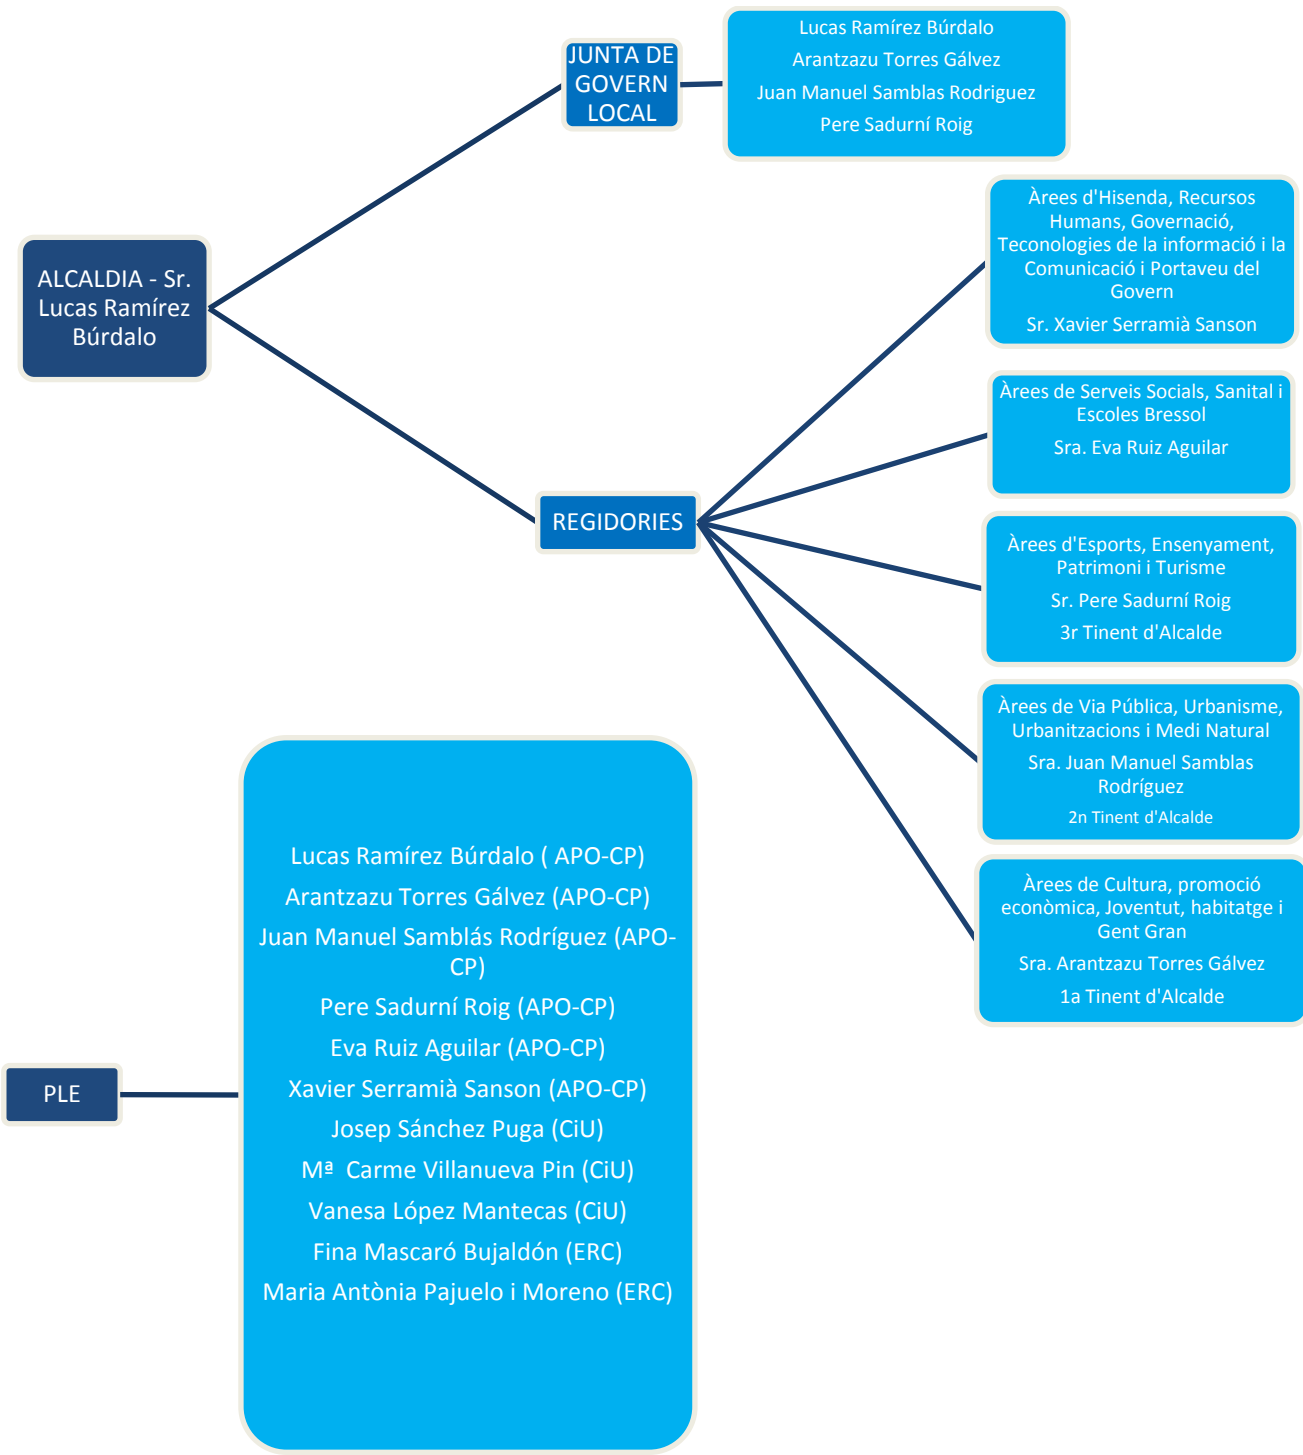 JUNTA DE
GOVERN
LOCAL
Lucas Ramírez Búrdalo
Arantzazu Torres Gálvez
Juan Manuel Samblas Rodriguez
Pere Sadurní Roig
ALCALDIA - Sr.
Lucas Ramírez
Búrdalo
REGIDORIES
Àrees d'Hisenda, Recursos
Humans, Governació,
Teconologies de la informació i la
Comunicació i Portaveu del
Govern
Sr. Xavier Serramià Sanson
Àrees de Serveis Socials, Sanital i
Escoles Bressol
Sra. Eva Ruiz Aguilar
Àrees d'Esports, Ensenyament,
Patrimoni i Turisme
Sr. Pere Sadurní Roig
3r Tinent d'Alcalde
Àrees de Via Pública, Urbanisme,
Urbanitzacions i Medi Natural
Sra. Juan Manuel Samblas
Rodríguez
2n Tinent d'Alcalde
Àrees de Cultura, promoció
econòmica, Joventut, habitatge i
Gent Gran
Sra. Arantzazu Torres Gálvez
1a Tinent d'Alcalde
PLE
Lucas Ramírez Búrdalo ( APO-CP)
Arantzazu Torres Gálvez (APO-CP)
Juan Manuel Samblás Rodríguez (APO-
CP)
Pere Sadurní Roig (APO-CP)
Eva Ruiz Aguilar (APO-CP)
Xavier Serramià Sanson (APO-CP)
Josep Sánchez Puga (CiU)
Mª  Carme Villanueva Pin (CiU)
Vanesa López Mantecas (CiU)
Fina Mascaró Bujaldón (ERC)
Maria Antònia Pajuelo i Moreno (ERC)